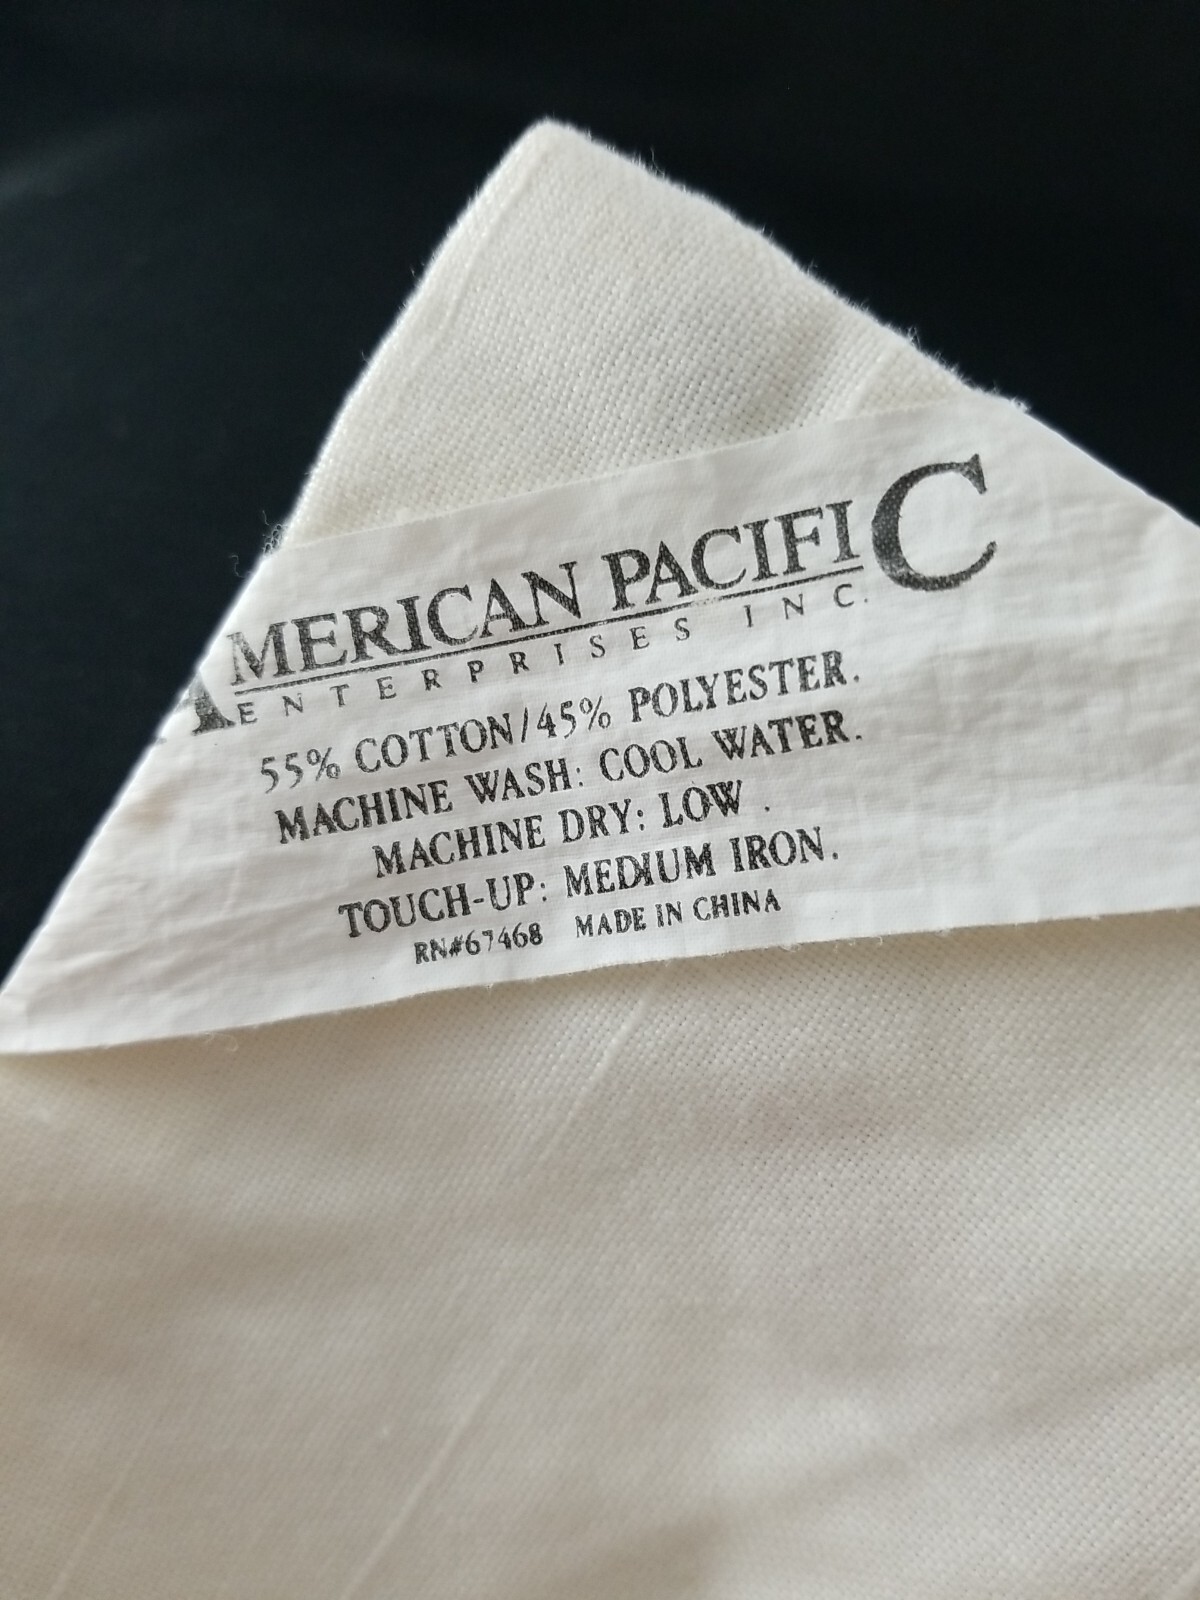 AMERICAN PACIFIC
ENTERPRISES INC.
55% COTTON/45% POLYESTER.
MACHINE WASH: COOL WATER.
MACHINE DRY: LOW .
TOUCH-UP: MEDIUM IRON.
RN#67468 MADE IN CHINA